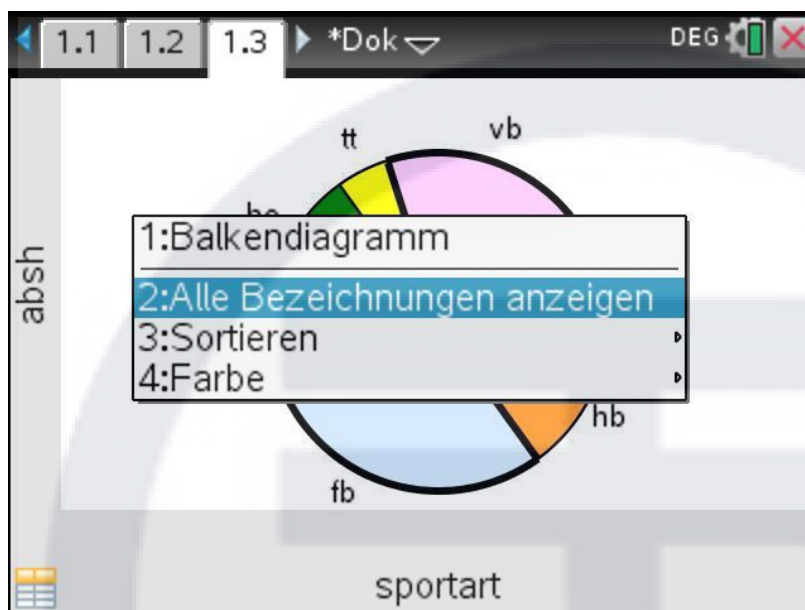 1.1 1.2 1.3 *Dok DEG
tt vb
absh
1:Balkendiagramm
2:Alle Bezeichnungen anzeigen
3:Sortieren
4:Farbe
hb
fb
sportart